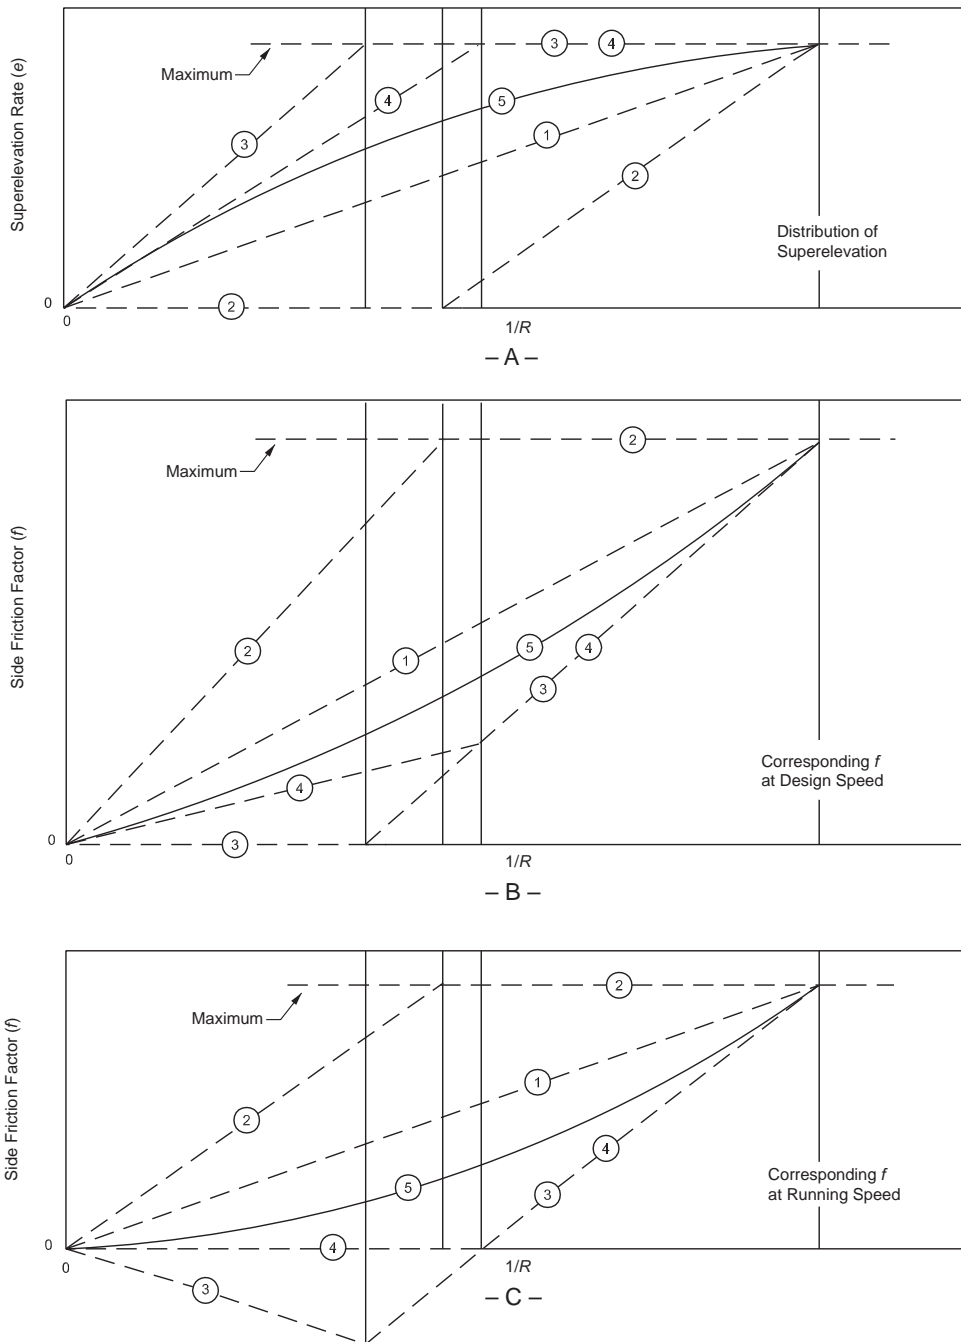 Superelevation Rate (e)
Maximum
3
4
4
5
3
1
2
Distribution of
Superelevation
0
2
0
1/R
– A –
Side Friction Factor (f)
2
Maximum
2
1
5
4
3
4
Corresponding f
at Design Speed
0
3
0
1/R
– B –
Side Friction Factor (f)
2
Maximum
1
2
4
5
3
Corresponding f
at Running Speed
0
4
0
1/R
3
– C –